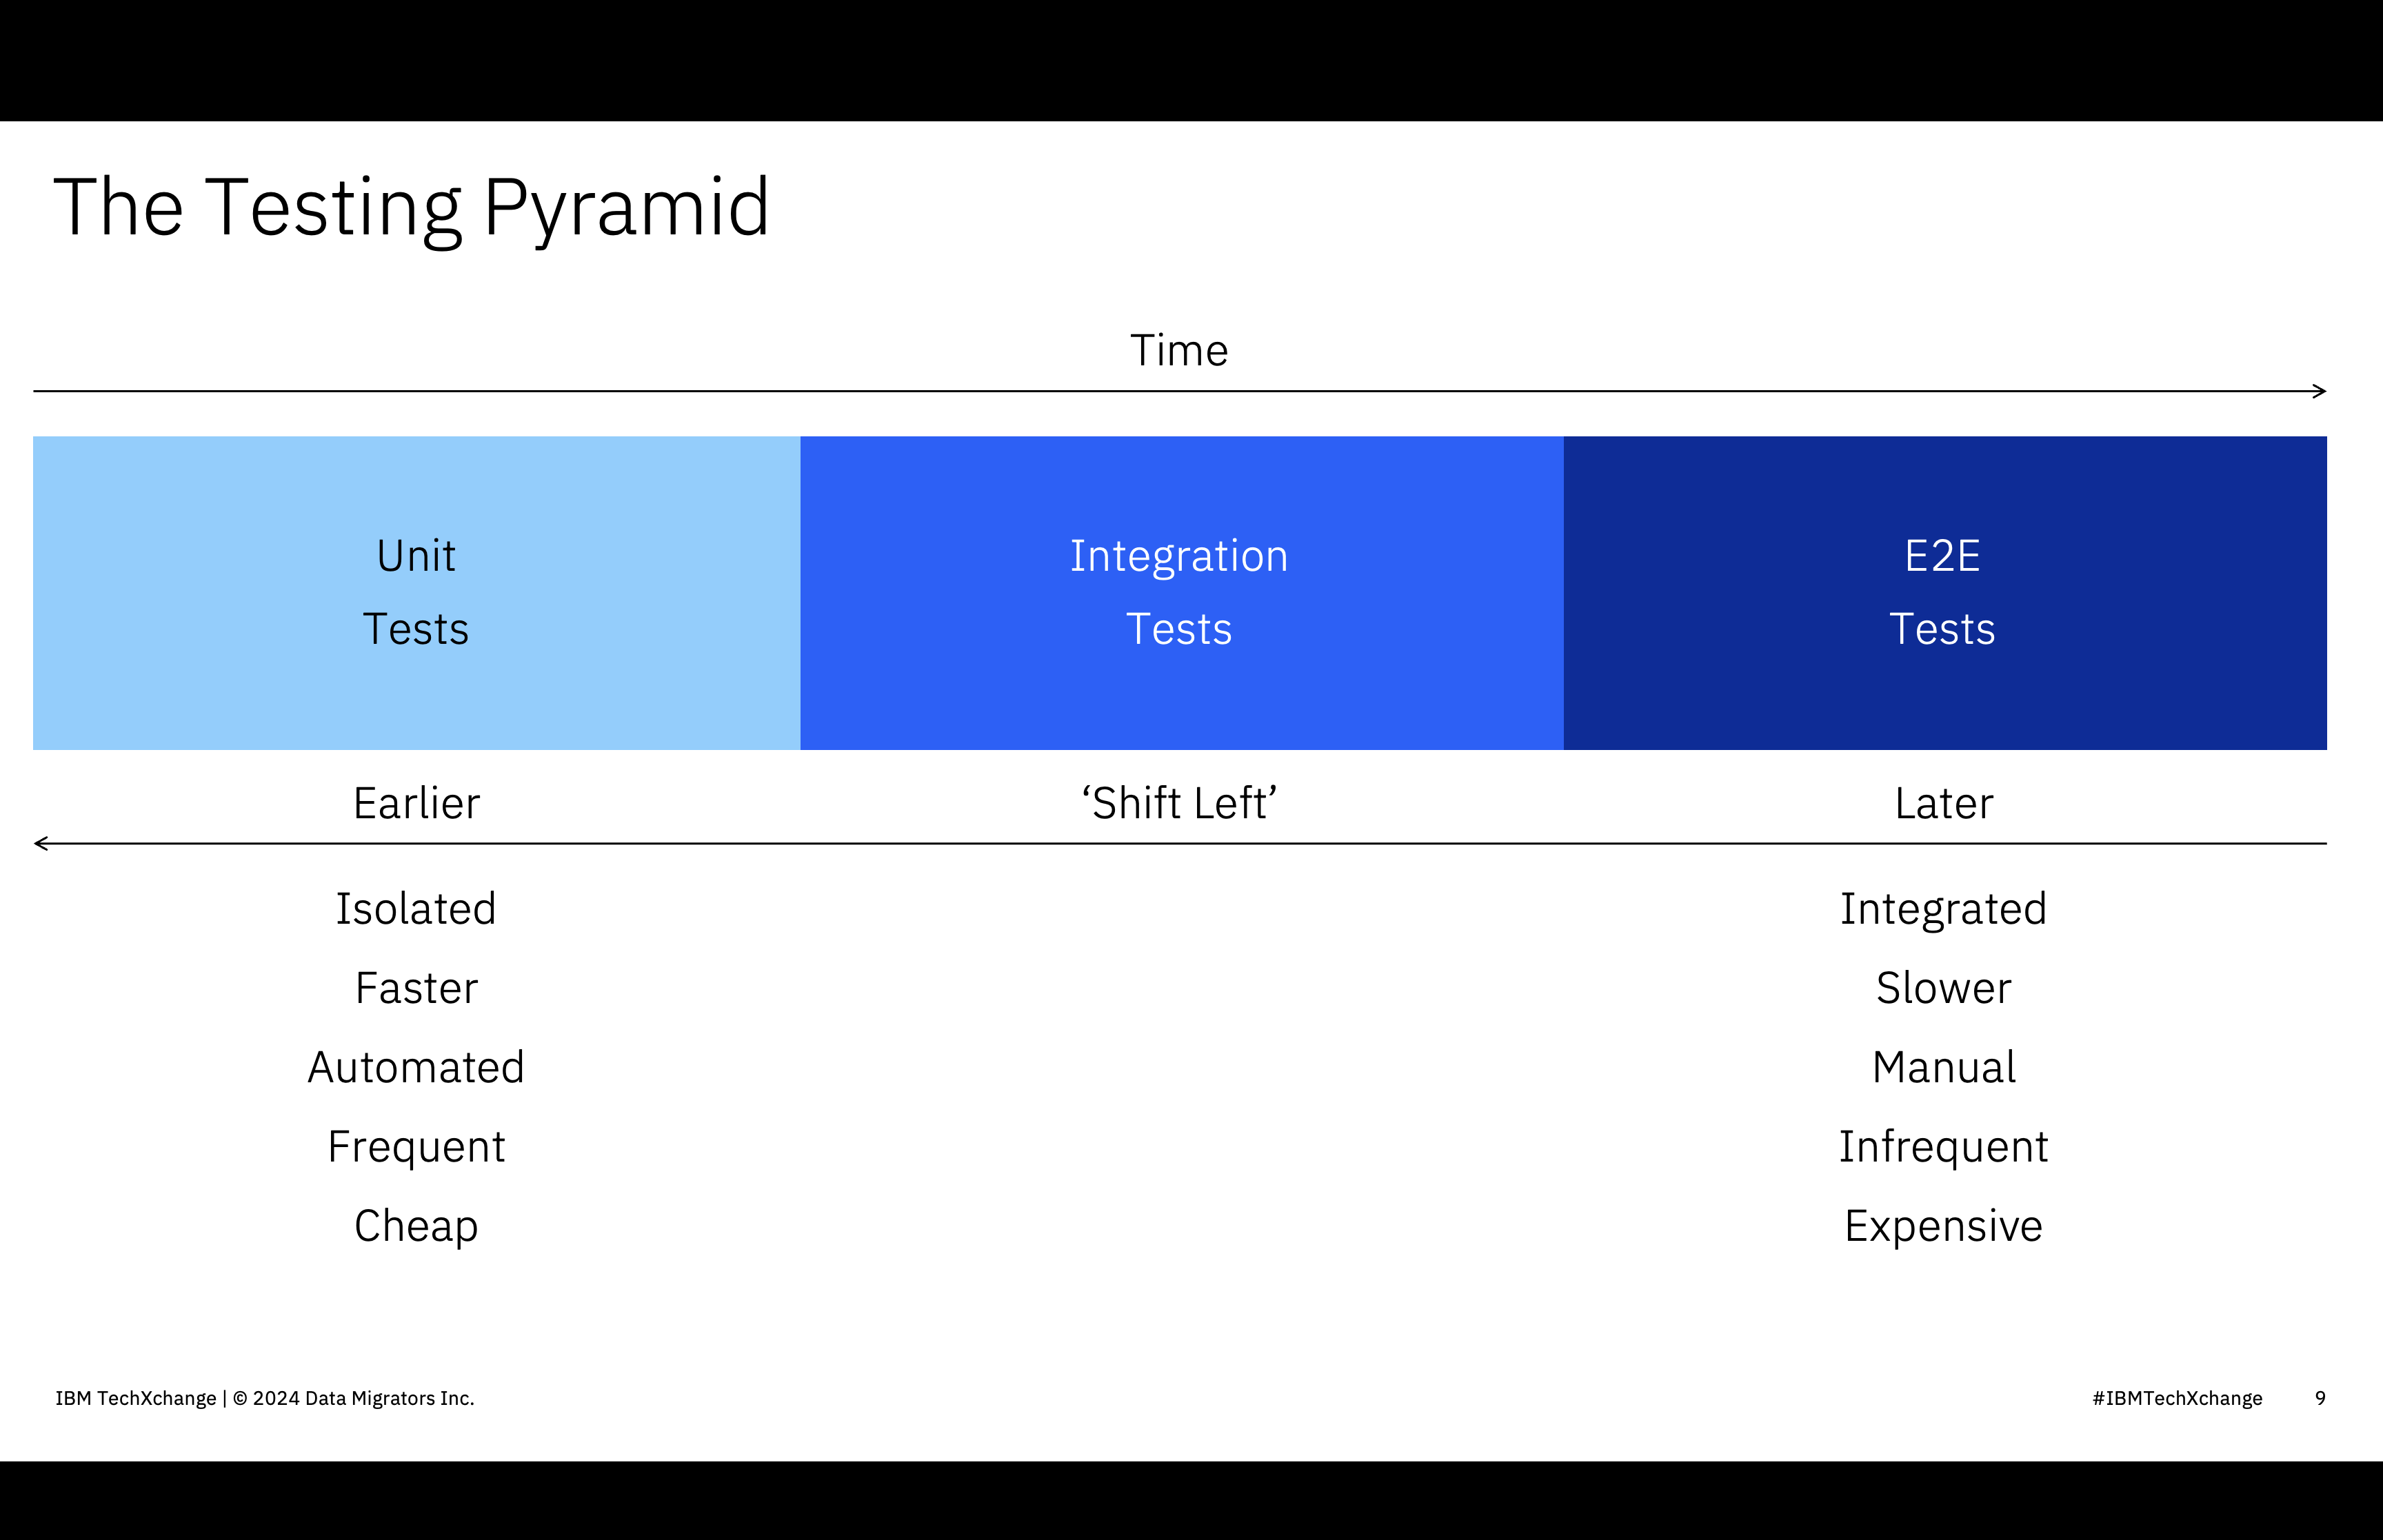 The Testing Pyramid
Time
Unit
Tests
Integration
Tests
E2E
Tests
Earlier
‘Shift Left’
Later
Isolated
Faster
Automated
Frequent
Cheap
Integrated
Slower
Manual
Infrequent
Expensive
IBM TechXchange | © 2024 Data Migrators Inc.
#IBMTechXchange
9